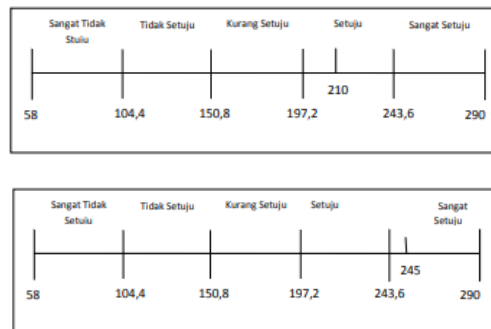 Sangat Tidak Tidak Setuju Kurang Setuju Setuju Sangat Setuju
Stuiu
210
58 104,4 150,8 197,2 243,6 290
Sangat Tidak Tidak Setuju Kurang Setuju Setuju Sangat
Setuiu Setuju
245
58 104,4 150,8 197,2 243,6 290